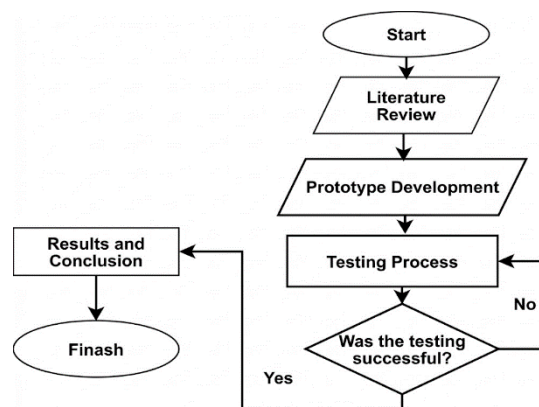 Start
Literature
Review
Prototype Development
Testing Process
Was the testing
successful?
No
Yes
Results and
Conclusion
Finash